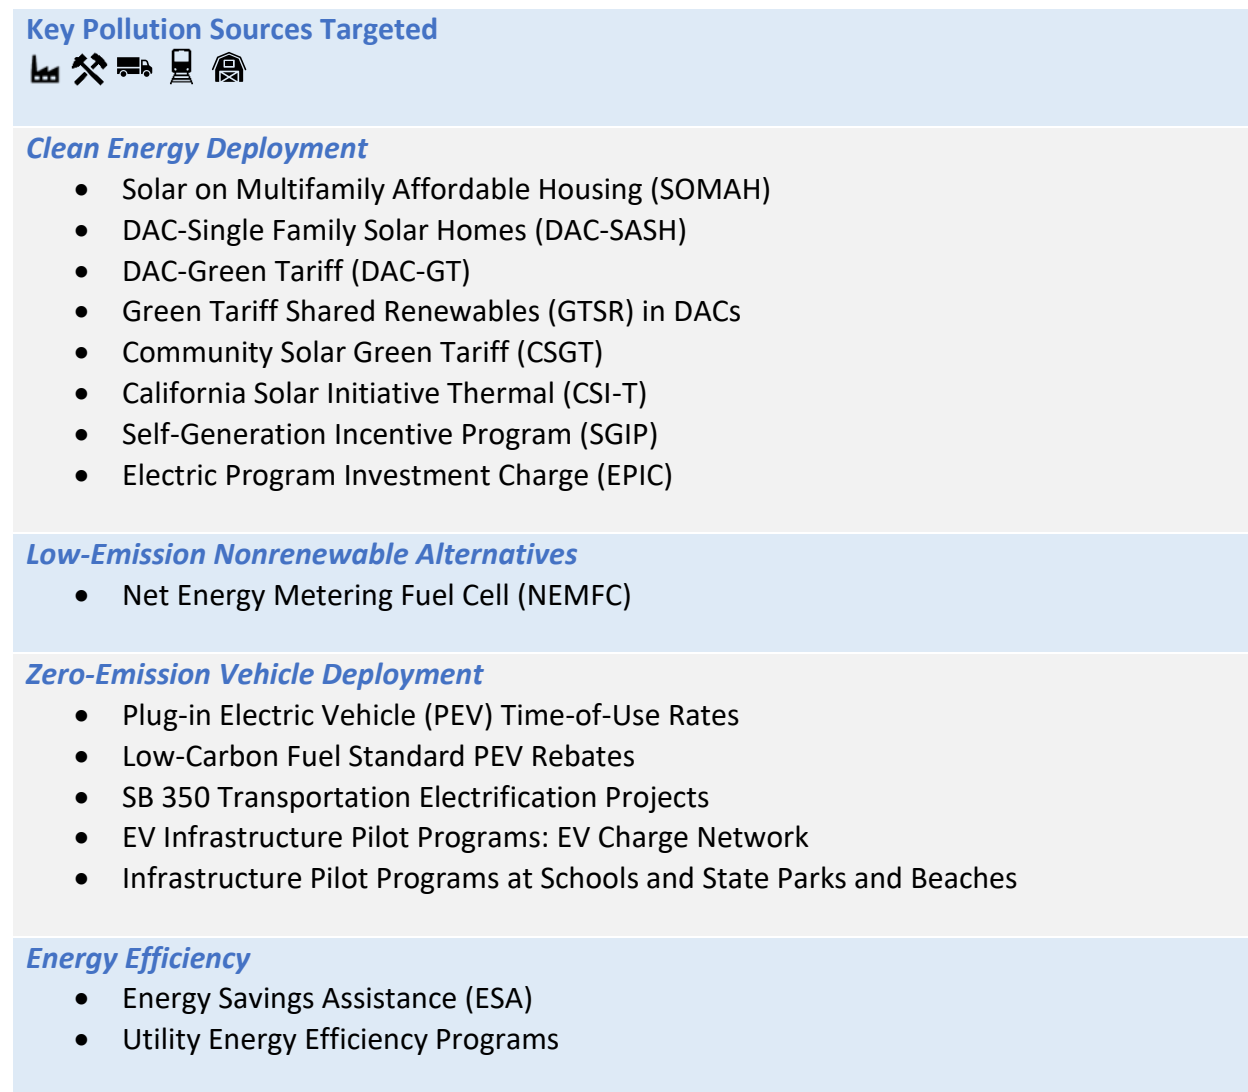 Key Pollution Sources Targeted
Clean Energy Deployment
• Solar on Multifamily Affordable Housing (SOMAH)
• DAC-Single Family Solar Homes (DAC-SASH)
• DAC-Green Tariff (DAC-GT)
• Green Tariff Shared Renewables (GTSR) in DACs
• Community Solar Green Tariff (CSGT)
• California Solar Initiative Thermal (CSI-T)
• Self-Generation Incentive Program (SGIP)
• Electric Program Investment Charge (EPIC)
Low-Emission Nonrenewable Alternatives
• Net Energy Metering Fuel Cell (NEMFC)
Zero-Emission Vehicle Deployment
• Plug-in Electric Vehicle (PEV) Time-of-Use Rates
• Low-Carbon Fuel Standard PEV Rebates
• SB 350 Transportation Electrification Projects
• EV Infrastructure Pilot Programs: EV Charge Network
• Infrastructure Pilot Programs at Schools and State Parks and Beaches
Energy Efficiency
• Energy Savings Assistance (ESA)
• Utility Energy Efficiency Programs